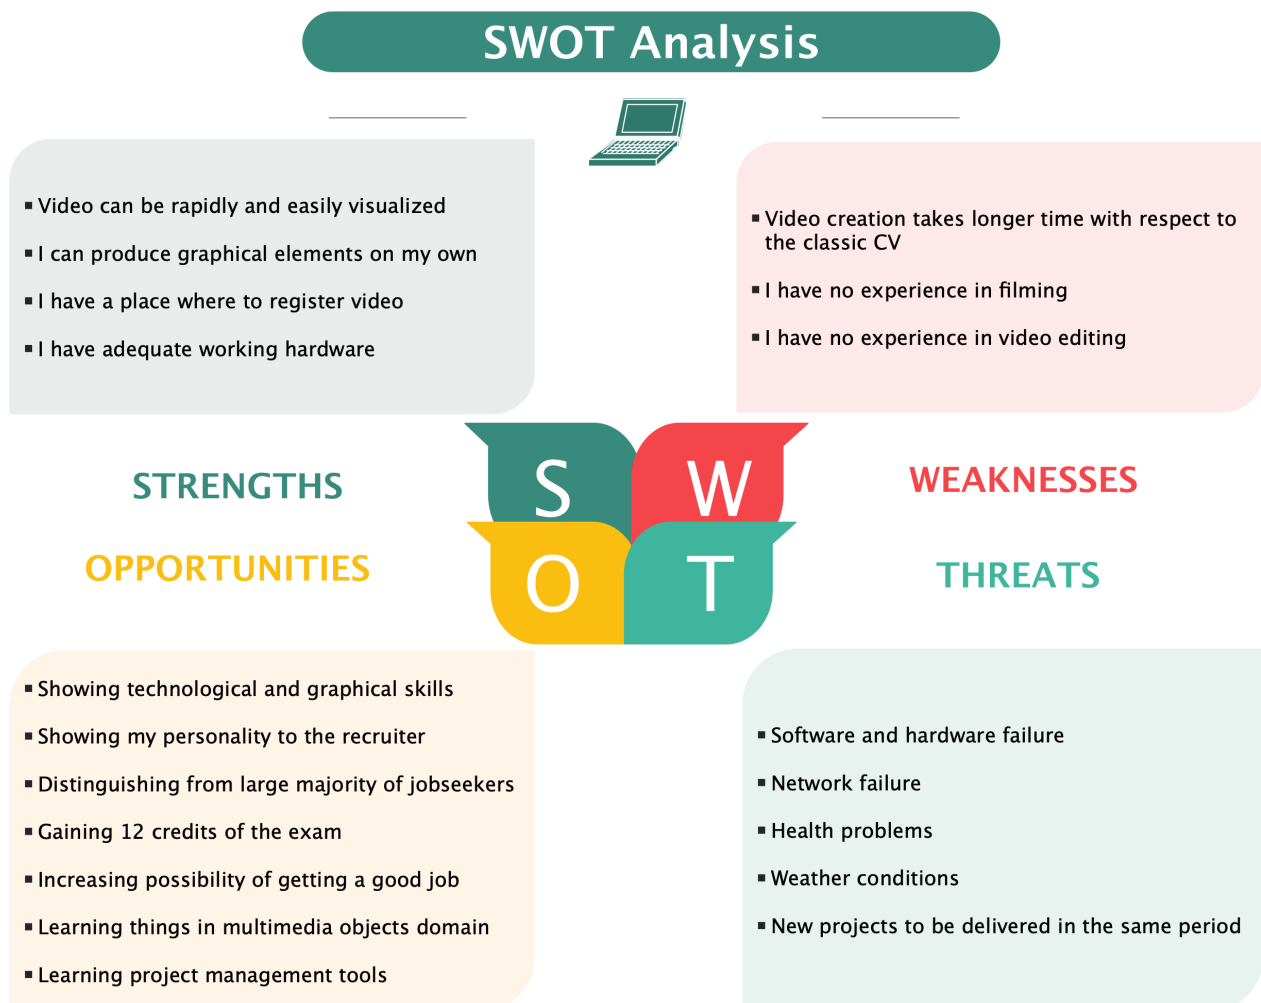 SWOT Analysis
▪ Video can be rapidly and easily visualized
▪ I can produce graphical elements on my own
▪ I have a place where to register video
▪ I have adequate working hardware
▪ Video creation takes longer time with respect to
the classic CV
▪ I have no experience in filming
▪ I have no experience in video editing
STRENGTHS
S
W
WEAKNESSES
OPPORTUNITIES
O
T
THREATS
▪ Showing technological and graphical skills
▪ Showing my personality to the recruiter
▪ Distinguishing from large majority of jobseekers
▪ Gaining 12 credits of the exam
▪ Increasing possibility of getting a good job
▪ Learning things in multimedia objects domain
▪ Learning project management tools
▪ Software and hardware failure
▪ Network failure
▪ Health problems
▪ Weather conditions
▪ New projects to be delivered in the same period